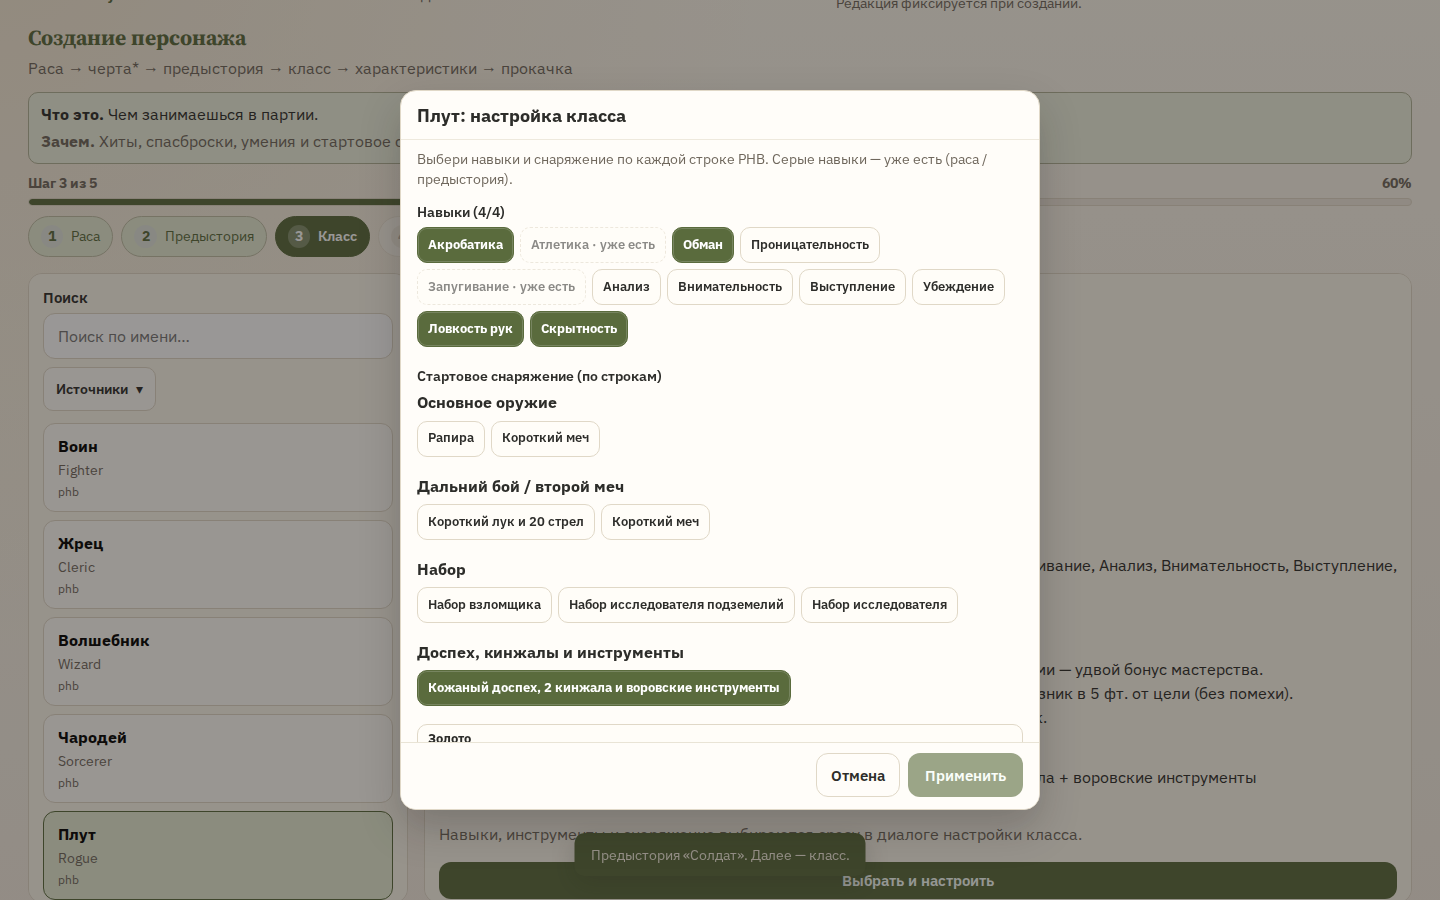 Редакция фиксируется при создании.
Создание персонажа
Раса → черта* → предыстория → класс → характеристики → прокачка
Что это. Чем занимаешься в партии.
Зачем. Хиты, спасброски, умения и стартовое
Шаг 3 из 5
60%
1 Раса
2 Предыстория
3 Класс
Поиск
Поиск по имени...
Источники ▾
Воин
Fighter
phb
Жрец
Cleric
phb
Волшебник
Wizard
phb
Чародей
Sorcerer
phb
Плут
Rogue
phb
Плут: настройка класса
Выбери навыки и снаряжение по каждой строке PHB. Серые навыки — уже есть (раса /
предыстория).
Навыки (4/4)
Акробатика Атлетика · уже есть Обман Проницательность
Запугивание · уже есть Анализ Внимательность Выступление Убеждение
Ловкость рук Скрытность
Стартовое снаряжение (по строкам)
Основное оружие
Рапира Короткий меч
Дальний бой / второй меч
Короткий лук и 20 стрел Короткий меч
Набор
Набор взломщика Набор исследователя подземелий Набор исследователя
Доспех, кинжалы и инструменты
Кожаный доспех, 2 кинжала и воровские инструменты
Золото
Отмена Применить
ивание, Анализ, Внимательность, Выступление,
ми — удвой бонус мастерства.
зник в 5 фт. от цели (без помехи).
ла + воровские инструменты
Навыки, инструменты и снаряжение выбираются сразу в диалоге настройки класса.
Предыстория «Солдат». Далее — класс.
Выбрать и настроить